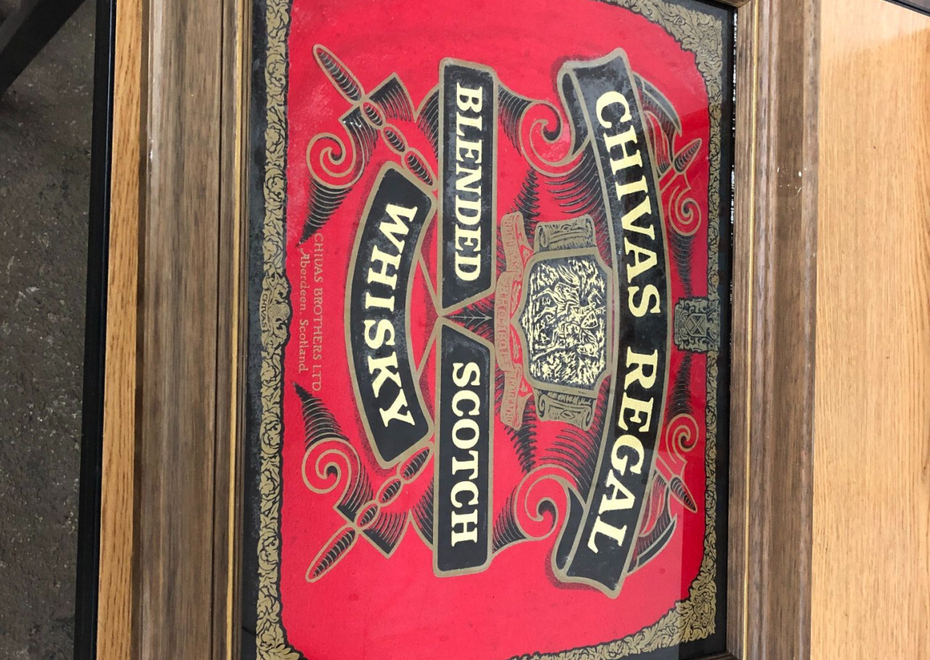 CHIVAS REGAL
BLENDED SCOTCH
WHISKY
CHIVAS BROTHERS LTD.
Aberdeen, Scotland.